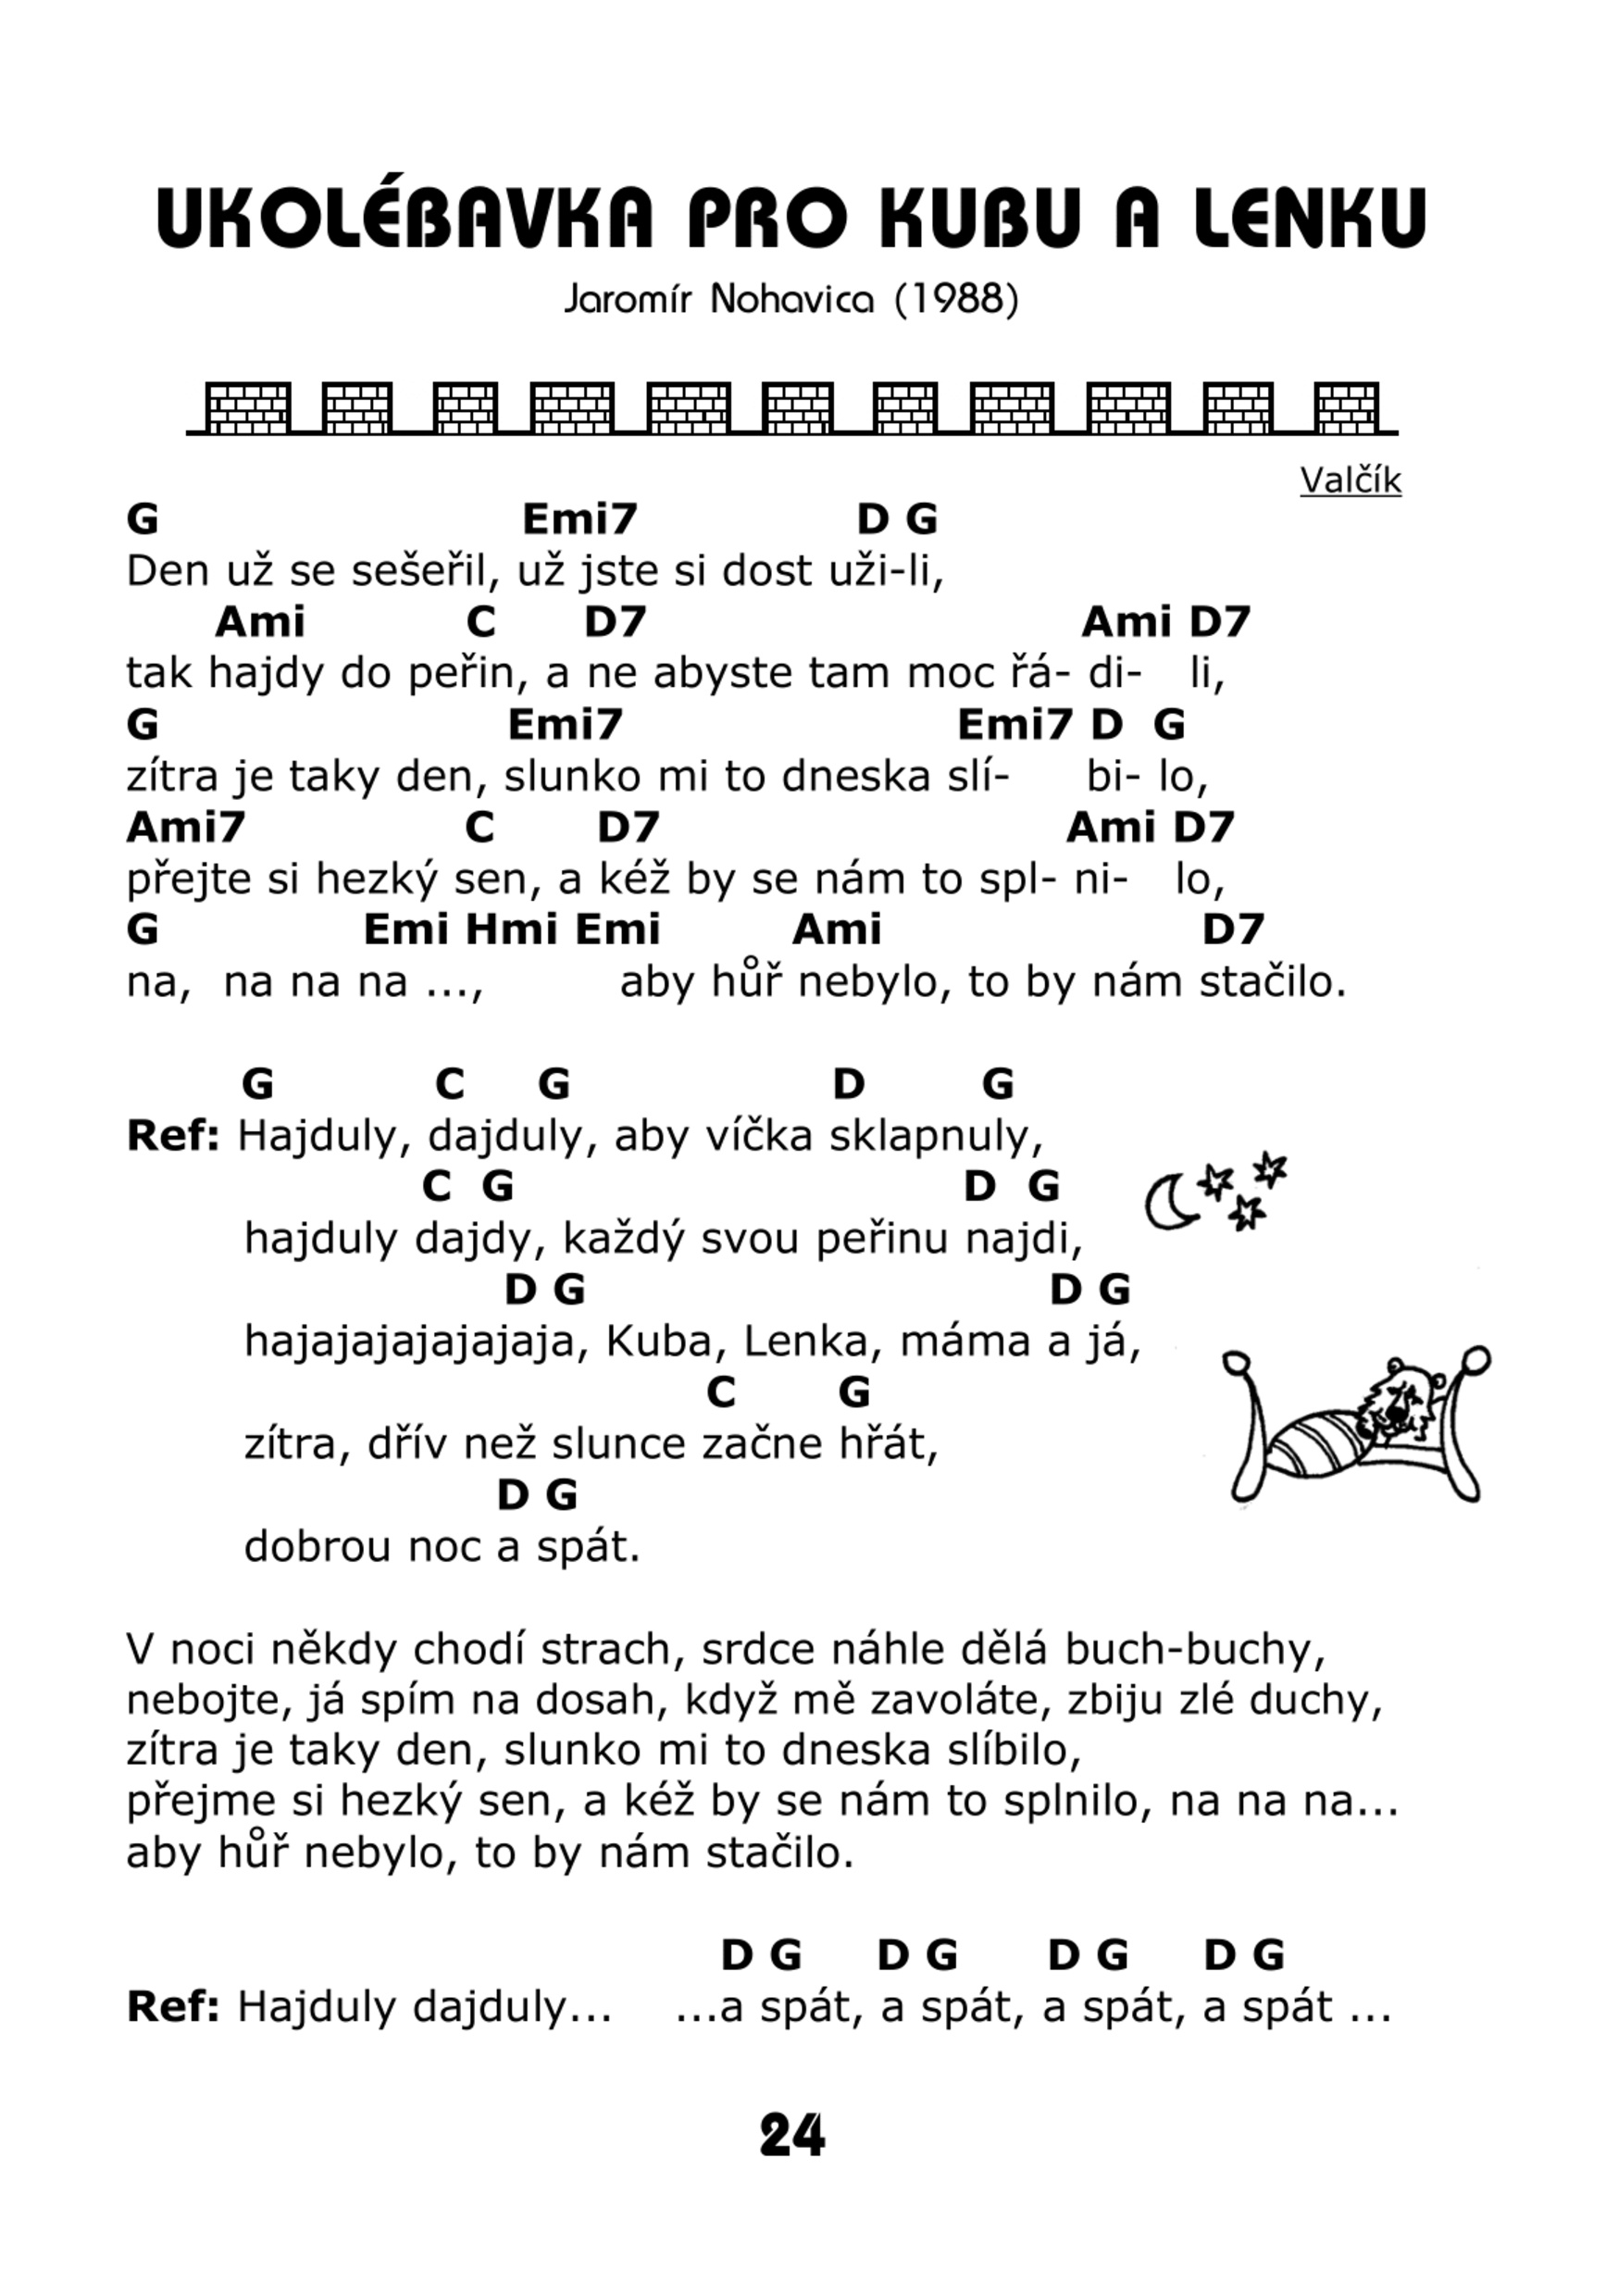 UKOLÉBAVKA PRO KUBU A LENKU
Jaromír Nohavica (1988)
Valčík
G Emi7 D G
Den už se sešeřil, už jste si dost uži-li,
Ami C D7 Ami D7
tak hajdy do peřin, a ne abyste tam moc řá- di- li,
G Emi7 Emi7 D G
zítra je taky den, slunko mi to dneska slí- bi- lo,
Ami7 C D7 Ami D7
přejte si hezký sen, a kéž by se nám to spl- ni- lo,
G Emi Hmi Emi Ami D7
na, na na na ..., aby hůř nebylo, to by nám stačilo.
G C G D G
Ref: Hajduly, dajduly, aby víčka sklapnuly,
C G D G
hajduly dajdy, každý svou peřinu najdi,
D G D G
hajajajajajajaja, Kuba, Lenka, máma a já,
C G
zítra, dřív než slunce začne hřát,
D G
dobrou noc a spát.
V noci někdy chodí strach, srdce náhle dělá buch-buchy,
nebojte, já spím na dosah, když mě zavoláte, zbiju zlé duchy,
zítra je taky den, slunko mi to dneska slíbilo,
přejme si hezký sen, a kéž by se nám to splnilo, na na na...
aby hůř nebylo, to by nám stačilo.
D G D G D G D G
Ref: Hajduly dajduly... ...a spát, a spát, a spát, a spát ...
24